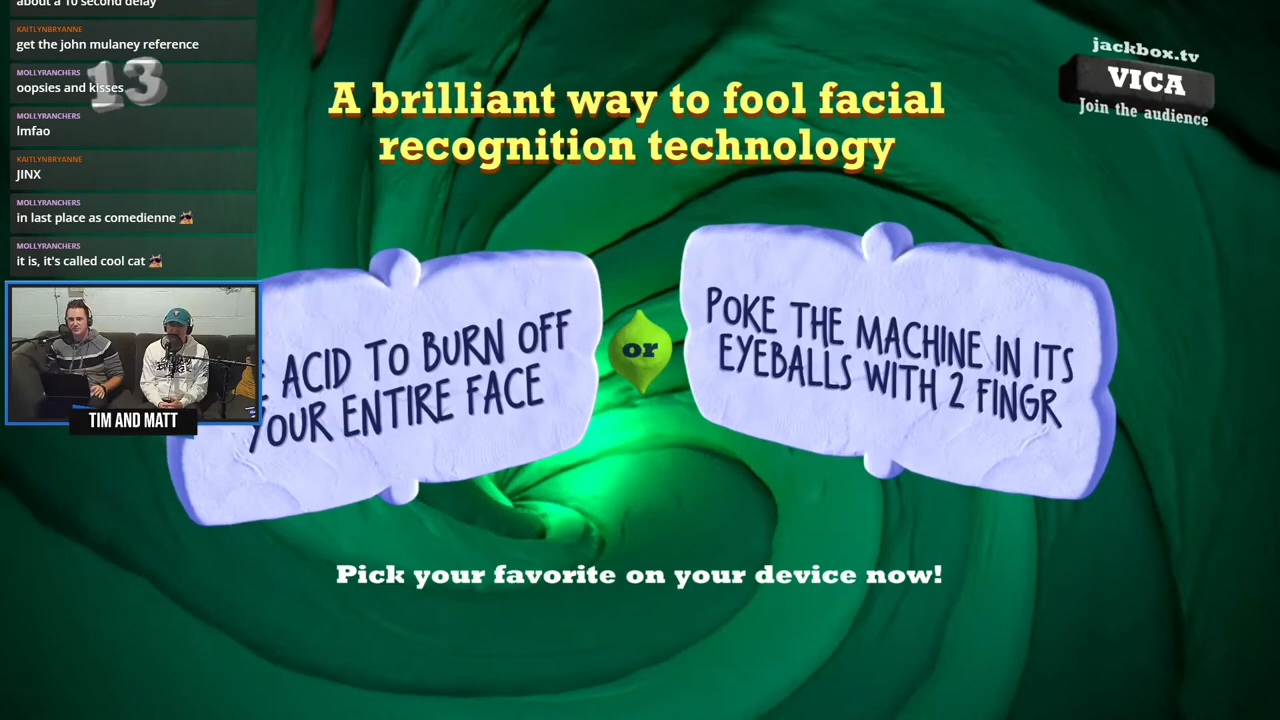 about a 10 second delay
KAITLYNBRYANNE
get the john mulaney reference
MOLLYRANCHERS
oopsies and kisses
13
MOLLYRANCHERS
lmfao
KAITLYNBRYANNE
JINX
MOLLYRANCHERS
in last place as comedienne
MOLLYRANCHERS
it is, it's called cool cat
TIM AND MATT
A brilliant way to fool facial
recognition technology
jackbox.tv
VICA
Join the audience
ACID TO BURN OFF
YOUR ENTIRE FACE
or
POKE THE MACHINE IN ITS
EYEBALLS WITH 2 FINGR
Pick your favorite on your device now!